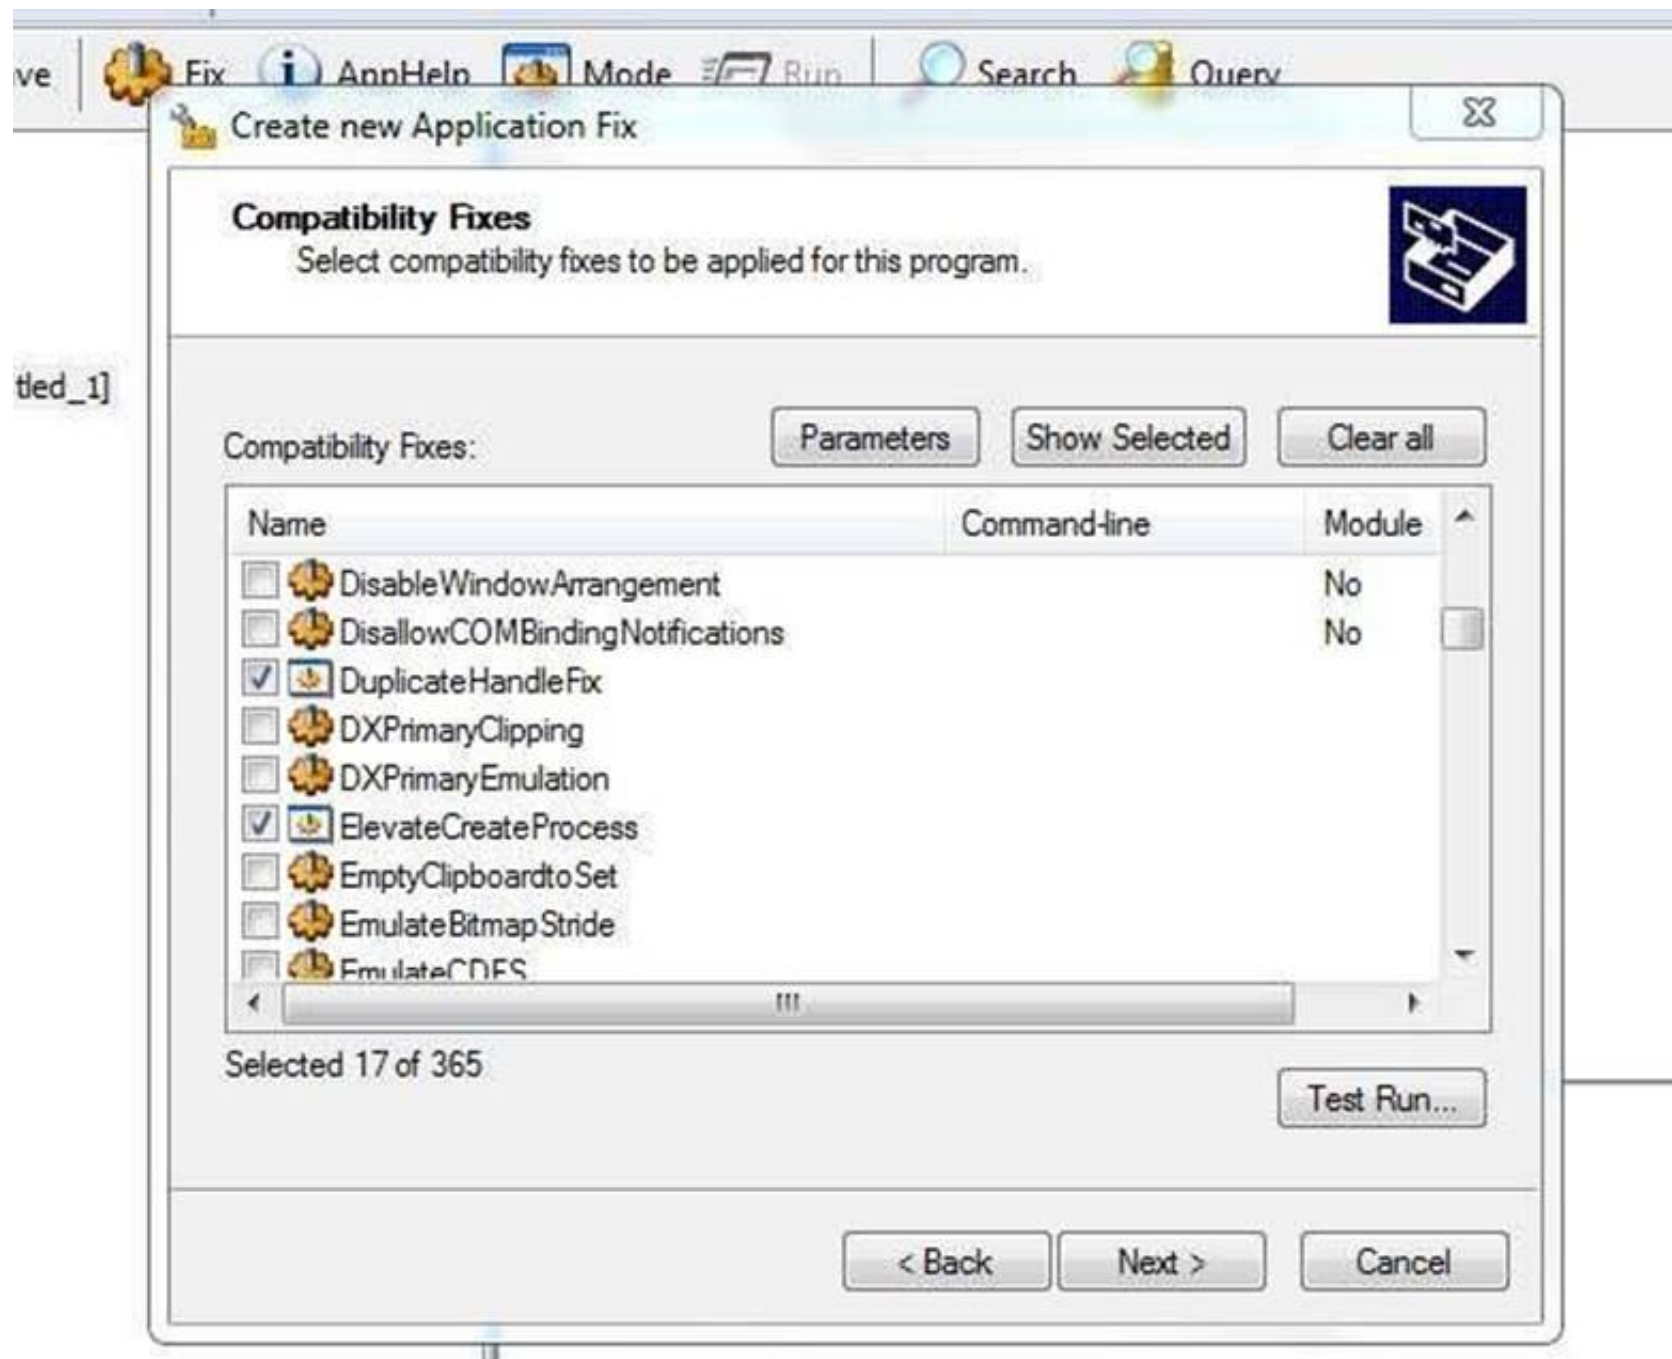 ve Fix AppHelp Mode Run Search Query
Create new Application Fix
Compatibility Fixes
Select compatibility fixes to be applied for this program.
tled_1]
Compatibility Fixes: Parameters Show Selected Clear all
Name Command-line Module
DisableWindowArrangement No
DisallowCOMBindingNotifications No
DuplicateHandleFix
DXPrimaryClipping
DXPrimaryEmulation
ElevateCreateProcess
EmptyClipboardtoSet
EmulateBitmapStride
EmulateCDFS
Selected 17 of 365
Test Run...
< Back Next > Cancel